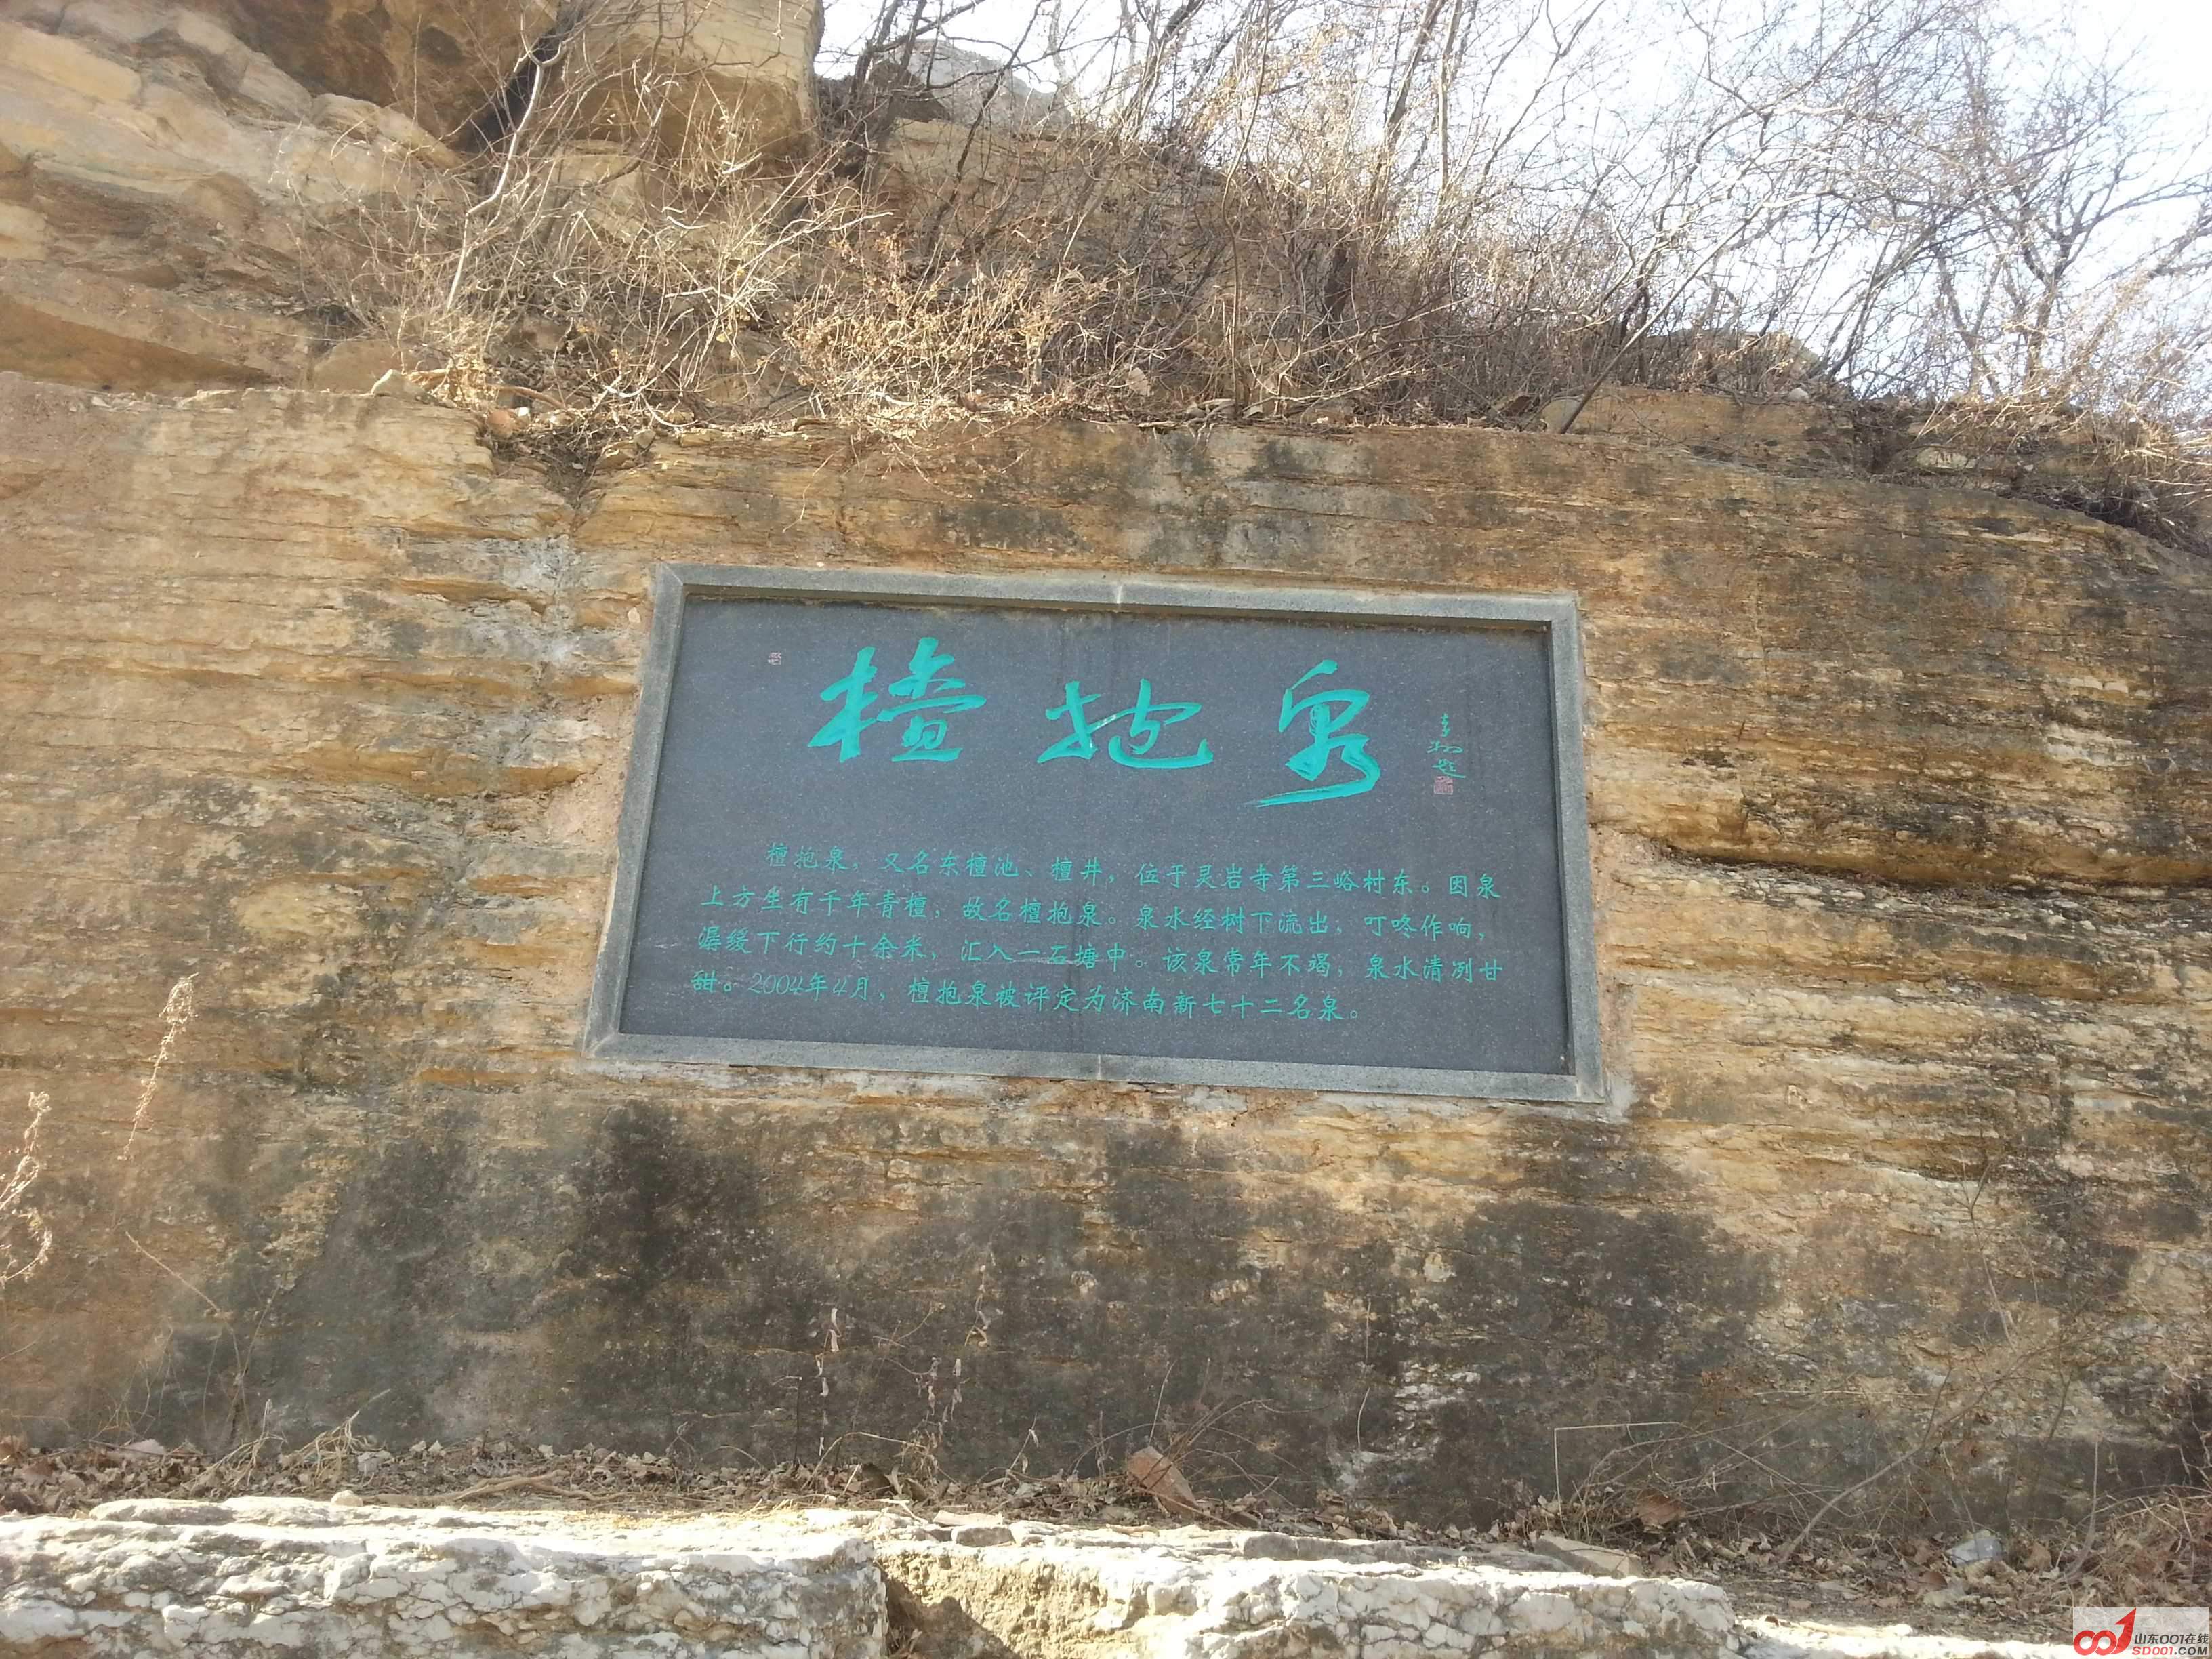 檀抱泉
檀抱泉，又名东檀池、檀井，位于灵岩寺第三峪村东。因泉
上方生有千年青檀，故名檀抱泉。泉水经树下流出，叮咚作响，
潺缓下行约十余米，汇入一石塘中。该泉常年不竭，泉水清冽甘
甜。2004年4月，檀抱泉被评定为济南新七十二名泉。
山东001在线
SD001.COM